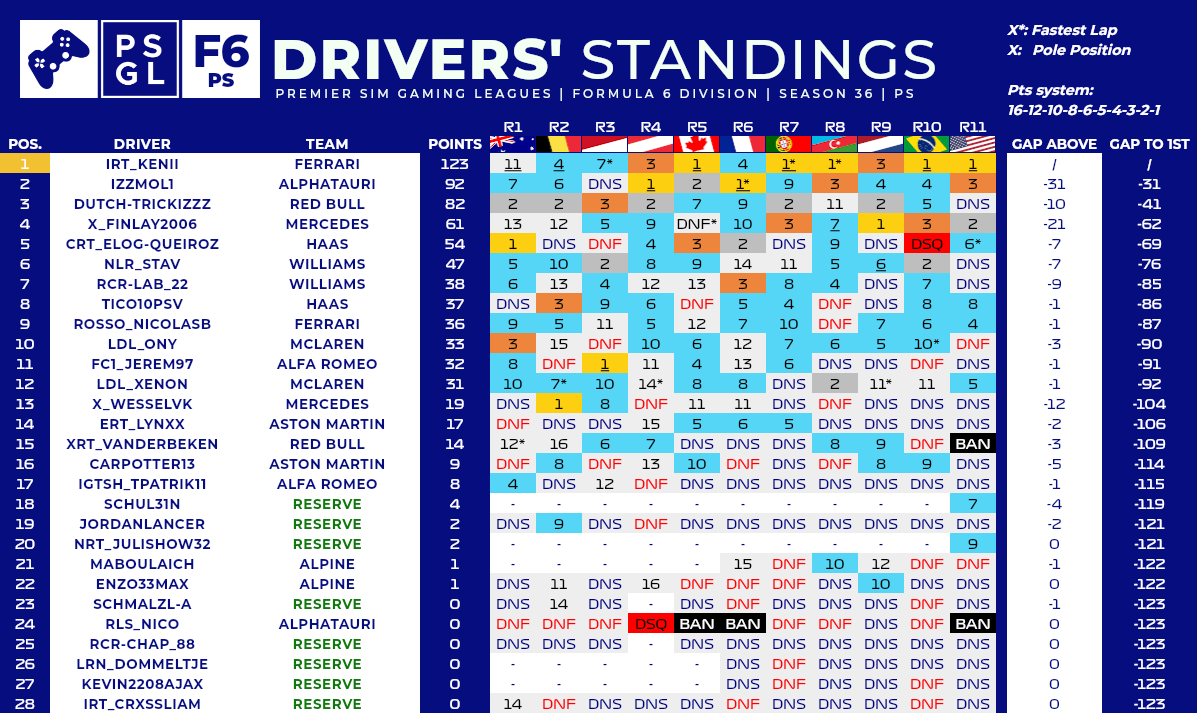 PS GL F6 PS DRIVERS' STANDINGS
PREMIER SIM GAMING LEAGUES | FORMULA 6 DIVISION | SEASON 36 | PS
X*: Fastest Lap
X: Pole Position
Pts system:
16-12-10-8-6-5-4-3-2-1
R1 R2 R3 R4 R5 R6 R7 R8 R9 R10 R11
POS. DRIVER TEAM POINTS GAP ABOVE GAP TO 1ST
1 IRT_KENII FERRARI 123 11 4 7* 3 1 4 1* 1* 3 1 1 / /
2 IZZMOL1 ALPHATAURI 92 7 6 DNS 1 2 1* 9 3 4 4 3 -31 -31
3 DUTCH-TRICKIZZZ RED BULL 82 2 2 3 2 7 9 2 11 2 5 DNS -10 -41
4 X_FINLAY2006 MERCEDES 61 13 12 5 9 DNF* 10 3 7 1 3 2 -21 -62
5 CRT_ELOG-QUEIROZ HAAS 54 1 DNS DNF 4 3 2 DNS 9 DNS DSQ 6* -7 -69
6 NLR_STAV WILLIAMS 47 5 10 2 8 9 14 11 5 6 2 DNS -7 -76
7 RCR-LAB_22 WILLIAMS 38 6 13 4 12 13 3 8 4 DNS 7 DNS -9 -85
8 TICO10PSV HAAS 37 DNS 3 9 6 DNF 5 4 DNF DNS 8 8 -1 -86
9 ROSSO_NICOLASB FERRARI 36 9 5 11 5 12 7 10 DNF 7 6 4 -1 -87
10 LDL_ONY MCLAREN 33 3 15 DNF 10 6 12 7 6 5 10* DNF -3 -90
11 FC1_JEREM97 ALFA ROMEO 32 8 DNF 1 11 4 13 6 DNS DNS DNF DNS -1 -91
12 LDL_XENON MCLAREN 31 10 7* 10 14* 8 8 DNS 2 11* 11 5 -1 -92
13 X_WESSELVK MERCEDES 19 DNS 1 8 DNF 11 11 DNS DNF DNS DNS DNS -12 -104
14 ERT_LYNXX ASTON MARTIN 17 DNF DNS DNS 15 5 6 5 DNS DNS DNS DNS -2 -106
15 XRT_VANDERBEKEN RED BULL 14 12* 16 6 7 DNS DNS DNS 8 9 DNF BAN -3 -109
16 CARPOTTER13 ASTON MARTIN 9 DNF 8 DNF 13 10 DNF DNS DNF 8 9 DNS -5 -114
17 IGTSH_TPATRIK11 ALFA ROMEO 8 4 DNS 12 DNF DNS DNS DNS DNS DNS DNS DNS -1 -115
18 SCHUL31N RESERVE 4 - - - - - - - - - - 7 -4 -119
19 JORDANLANCER RESERVE 2 DNS 9 DNS DNF DNS DNS DNS DNS DNS DNS DNS -2 -121
20 NRT_JULISHOW32 RESERVE 2 - - - - - - - - - - 9 0 -121
21 MABOULAICH ALPINE 1 - - - - - 15 DNF 10 12 DNF DNF -1 -122
22 ENZO33MAX ALPINE 1 DNS 11 DNS 16 DNF DNF DNF DNS 10 DNS DNS 0 -122
23 SCHMALZL-A RESERVE 0 DNS 14 DNS - DNS DNF DNS DNS DNS DNF DNS -1 -123
24 RLS_NICO ALPHATAURI 0 DNF DNF DNF DSQ BAN BAN DNF DNF DNS DNF BAN 0 -123
25 RCR-CHAP_88 RESERVE 0 DNS DNS DNS - DNS DNS DNS DNS DNS DNS DNS 0 -123
26 LRN_DOMMELTJE RESERVE 0 - - - - - DNS DNF DNS DNS DNS DNS 0 -123
27 KEVIN2208AJAX RESERVE 0 - - - - - DNS DNF DNS DNS DNF DNS 0 -123
28 IRT_CRXSSLIAM RESERVE 0 14 DNF DNS DNS DNS DNF DNS DNS DNS DNF DNS 0 -123